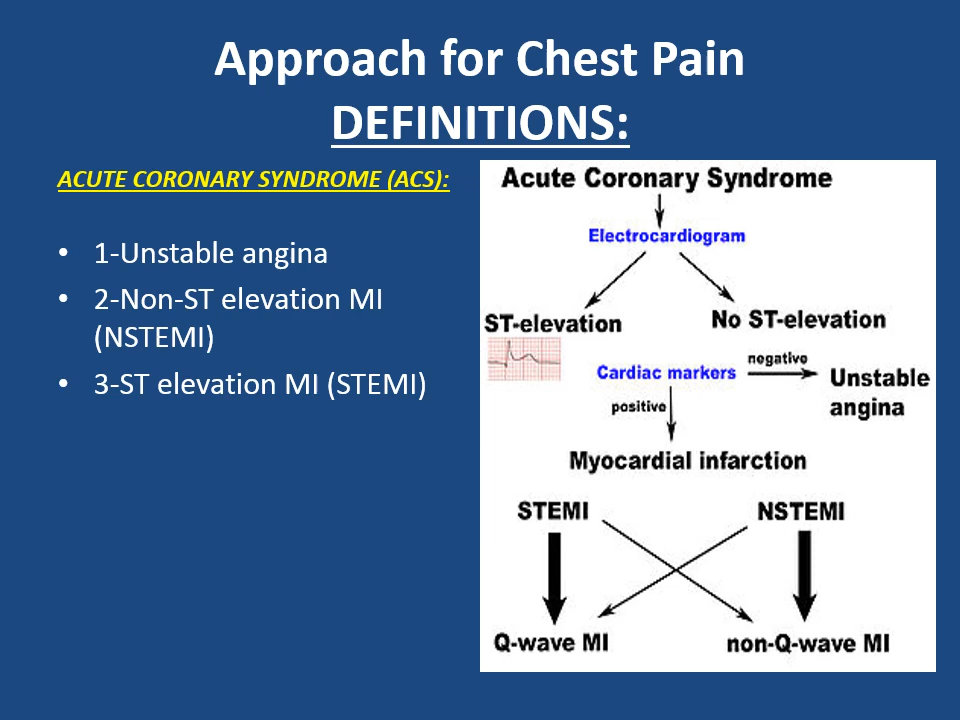 Approach for Chest Pain
DEFINITIONS:
ACUTE CORONARY SYNDROME (ACS):
• 1-Unstable angina
• 2-Non-ST elevation MI
(NSTEMI)
• 3-ST elevation MI (STEMI)
Acute Coronary Syndrome
Electrocardiogram
ST-elevation
No ST-elevation
Cardiac markers
negative
Unstable
angina
positive
Myocardial infarction
STEMI
NSTEMI
Q-wave MI
non-Q-wave MI